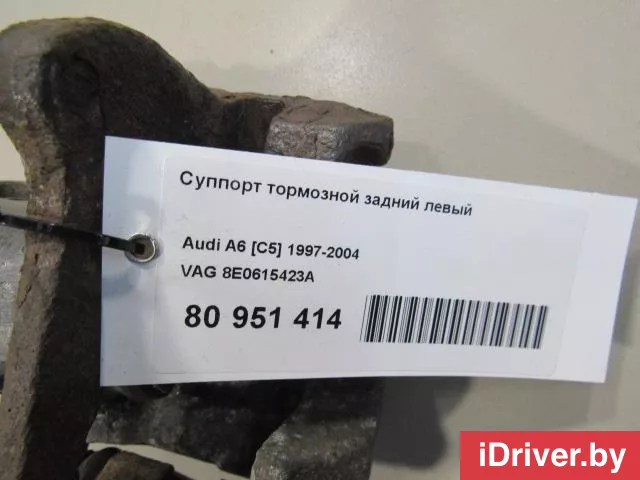 Суппорт тормозной задний левый
Audi A6 [C5] 1997-2004
VAG 8E0615423A
80 951 414
iDriver.by